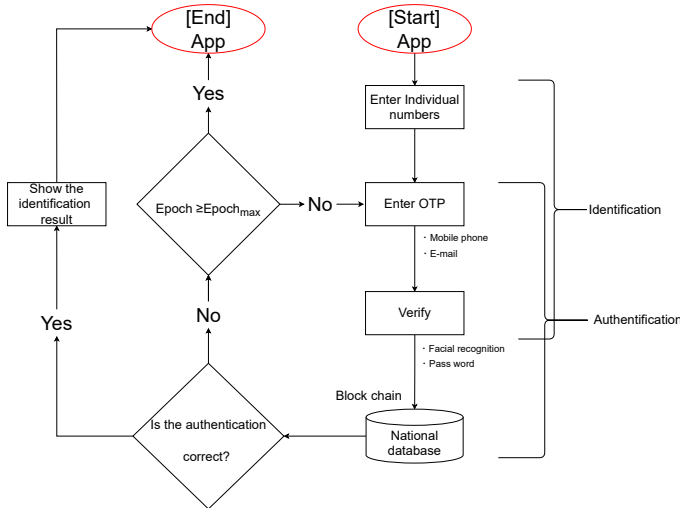 [End]
App
[Start]
App
Yes
Enter Individual
numbers
Show the
identification
result
Epoch ≥Epochmax
No
Enter OTP
Identification
・Mobile phone
・E-mail
Yes
No
Verify
Authentification
・Facial recognition
・Pass word
Block chain
Is the authentication
correct?
National
database